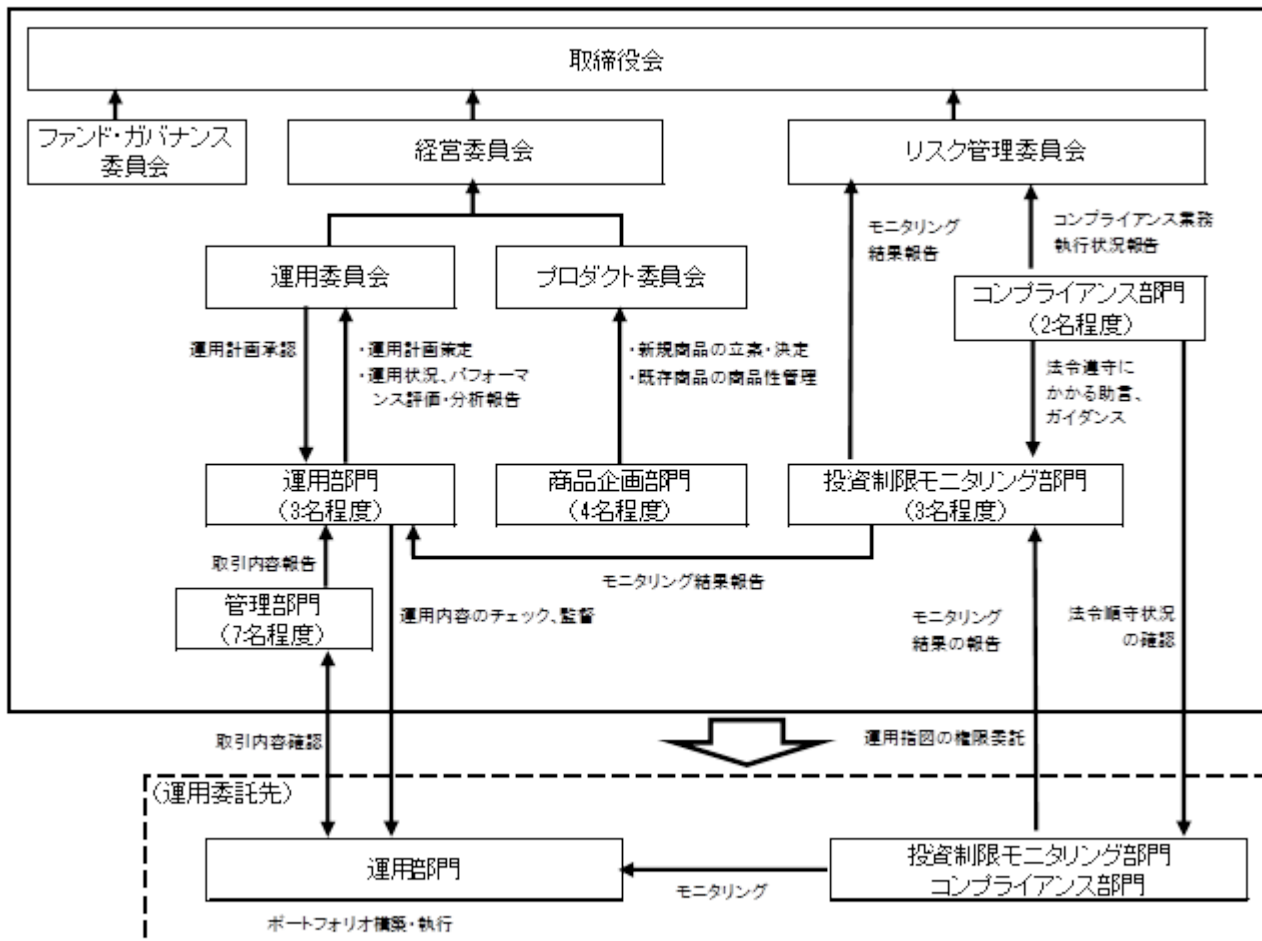 取締役会
ファンド・ガバナンス
委員会
経営委員会
リスク管理委員会
モニタリング
結果報告
コンプライアンス業務
執行状況報告
運用委員会
プロダクト委員会
コンプライアンス部門
(2名程度)
運用計画承認
・運用計画策定
・運用状況、パフォーマ
ンス評価・分析報告
・新規商品の立案・決定
・既存商品の商品性管理
法令遵守に
かかる助言、
ガイダンス
運用部門
(3名程度)
商品企画部門
(4名程度)
投資制限モニタリング部門
(3名程度)
取引内容報告
モニタリング結果報告
管理部門
(7名程度)
運用内容のチェック、監督
モニタリング
結果の報告
法令順守状況
の確認
取引内容確認
運用指図の権限委託
(運用委託先)
運用部門
モニタリング
投資制限モニタリング部門
コンプライアンス部門
ポートフォリオ構築・執行